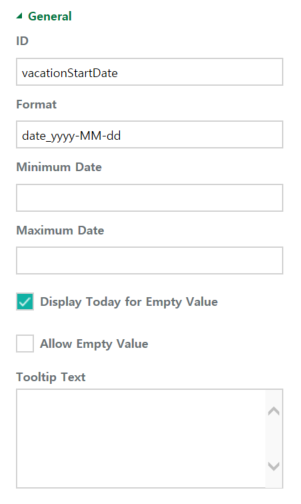 General
ID
vacationStartDate
Format
date_yyyy-MM-dd
Minimum Date
Maximum Date
Display Today for Empty Value
Allow Empty Value
Tooltip Text